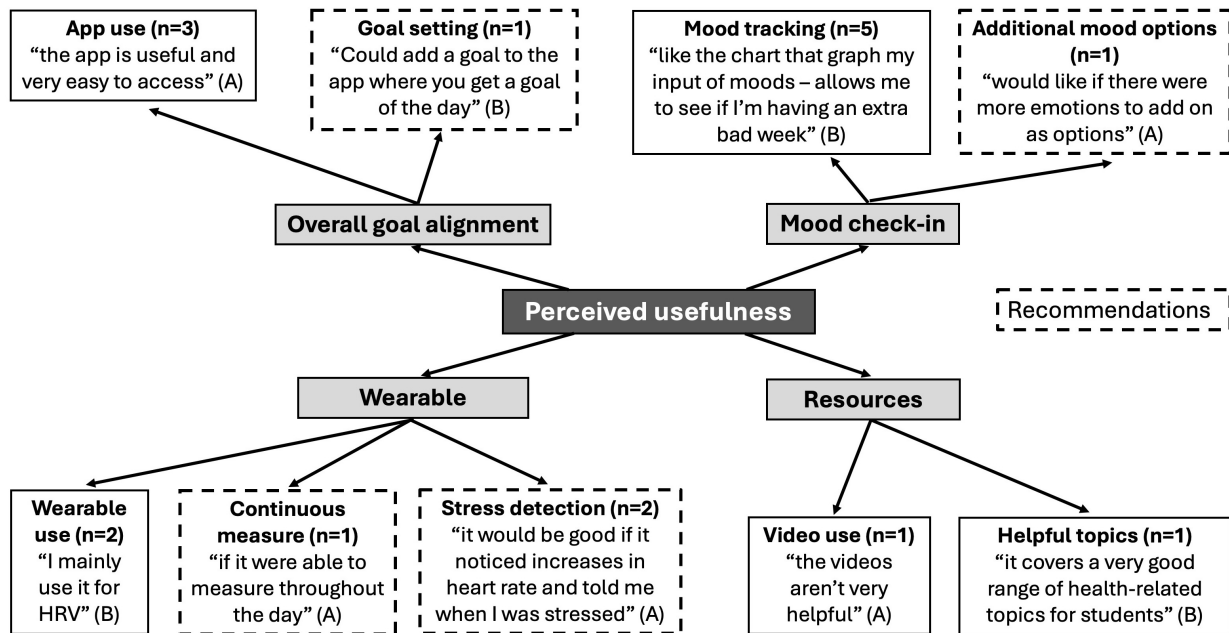 App use (n=3)
“the app is useful and
very easy to access” (A)
Goal setting (n=1)
“Could add a goal to the
app where you get a goal
of the day” (B)
Mood tracking (n=5)
“like the chart that graph my
input of moods – allows me
to see if I’m having an extra
bad week” (B)
Additional mood options
(n=1)
“would like if there were
more emotions to add on
as options” (A)
Overall goal alignment
Mood check-in
Perceived usefulness
Recommendations
Wearable
Resources
Wearable
use (n=2)
“I mainly
use it for
HRV” (B)
Continuous
measure (n=1)
“if it were able to
measure throughout
the day” (A)
Stress detection (n=2)
“it would be good if it
noticed increases in
heart rate and told me
when I was stressed” (A)
Video use (n=1)
“the videos
aren’t very
helpful” (A)
Helpful topics (n=1)
“it covers a very good
range of health-related
topics for students” (B)